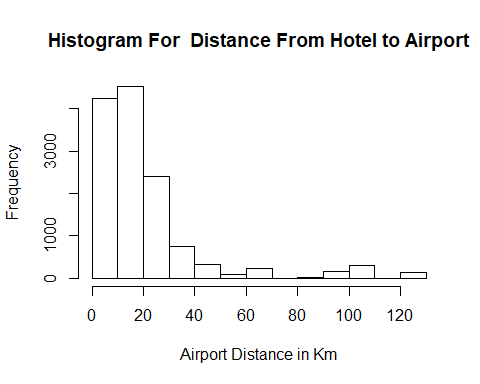 Histogram For  Distance From Hotel to Airport
Frequency
3000
1000
0
0 20 40 60 80 100 120
Airport Distance in Km